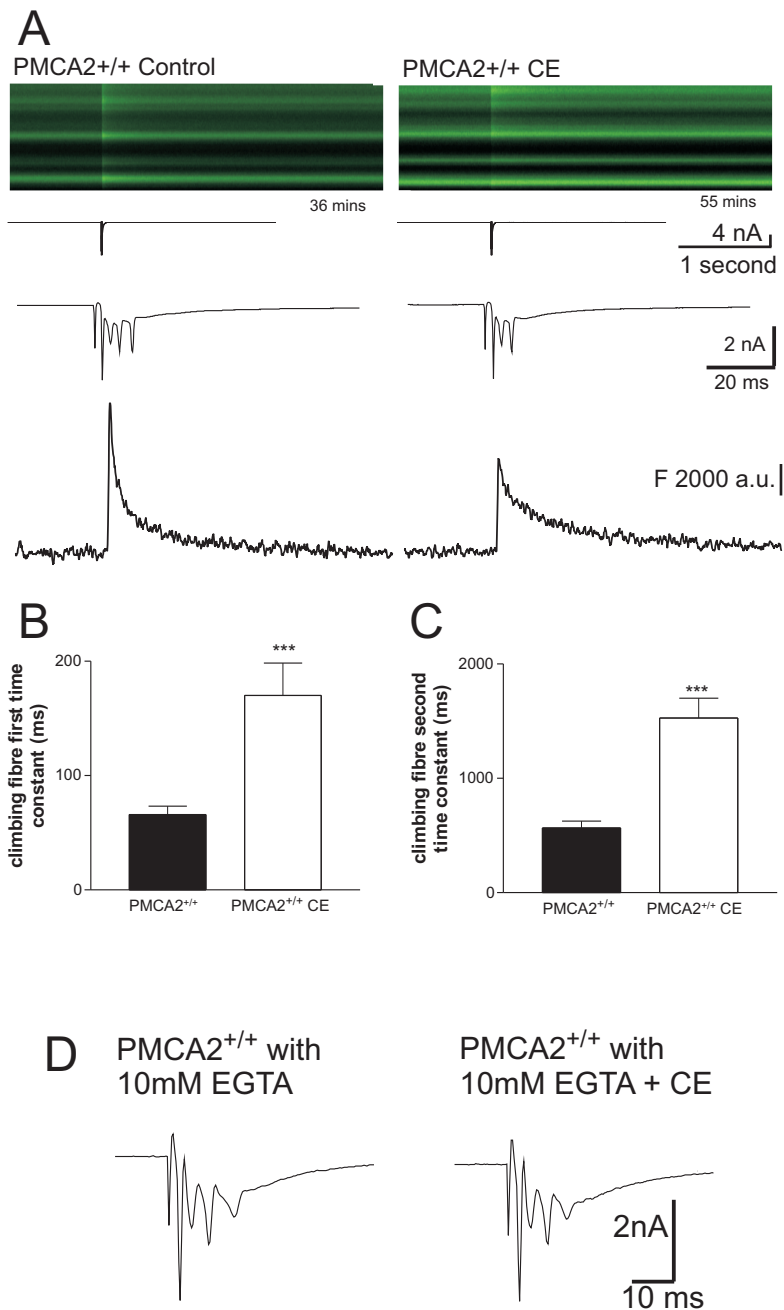 A
PMCA2+/+ Control
PMCA2+/+ CE
36 mins
55 mins
4 nA
1 second
2 nA
20 ms
F 2000 a.u.
B
climbing fibre first time
constant (ms)
200
100
0
***
PMCA2+/+
PMCA2+/+ CE
C
climbing fibre second
time constant (ms)
2000
1000
0
***
PMCA2+/+
PMCA2+/+ CE
D
PMCA2+/+ with
10mM EGTA
PMCA2+/+ with
10mM EGTA + CE
2nA
10 ms